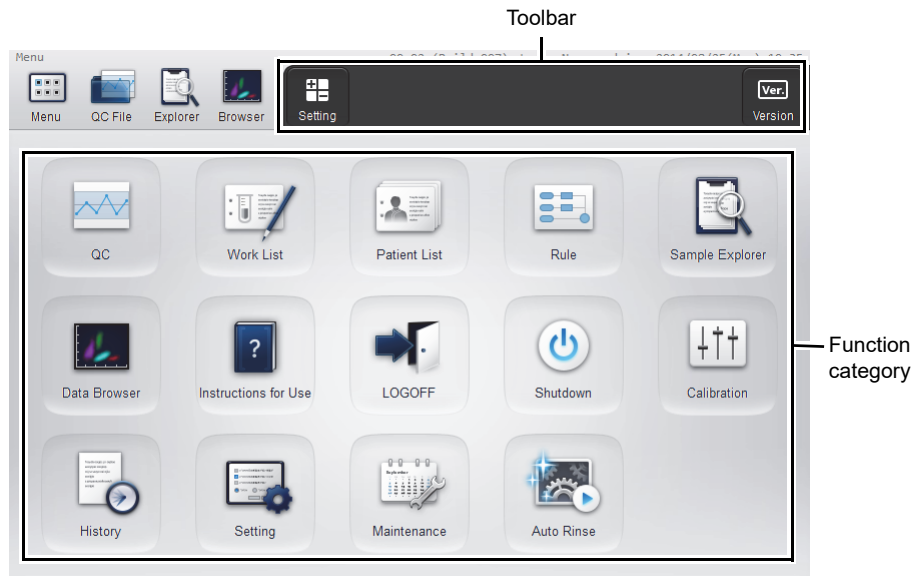 Toolbar
Menu
Menu
QC File
Explorer
Browser
Setting
Ver.
Version
QC
Work List
Patient List
Rule
Sample Explorer
Data Browser
Instructions for Use
LOGOFF
Shutdown
Calibration
Function
category
History
Setting
Maintenance
Auto Rinse